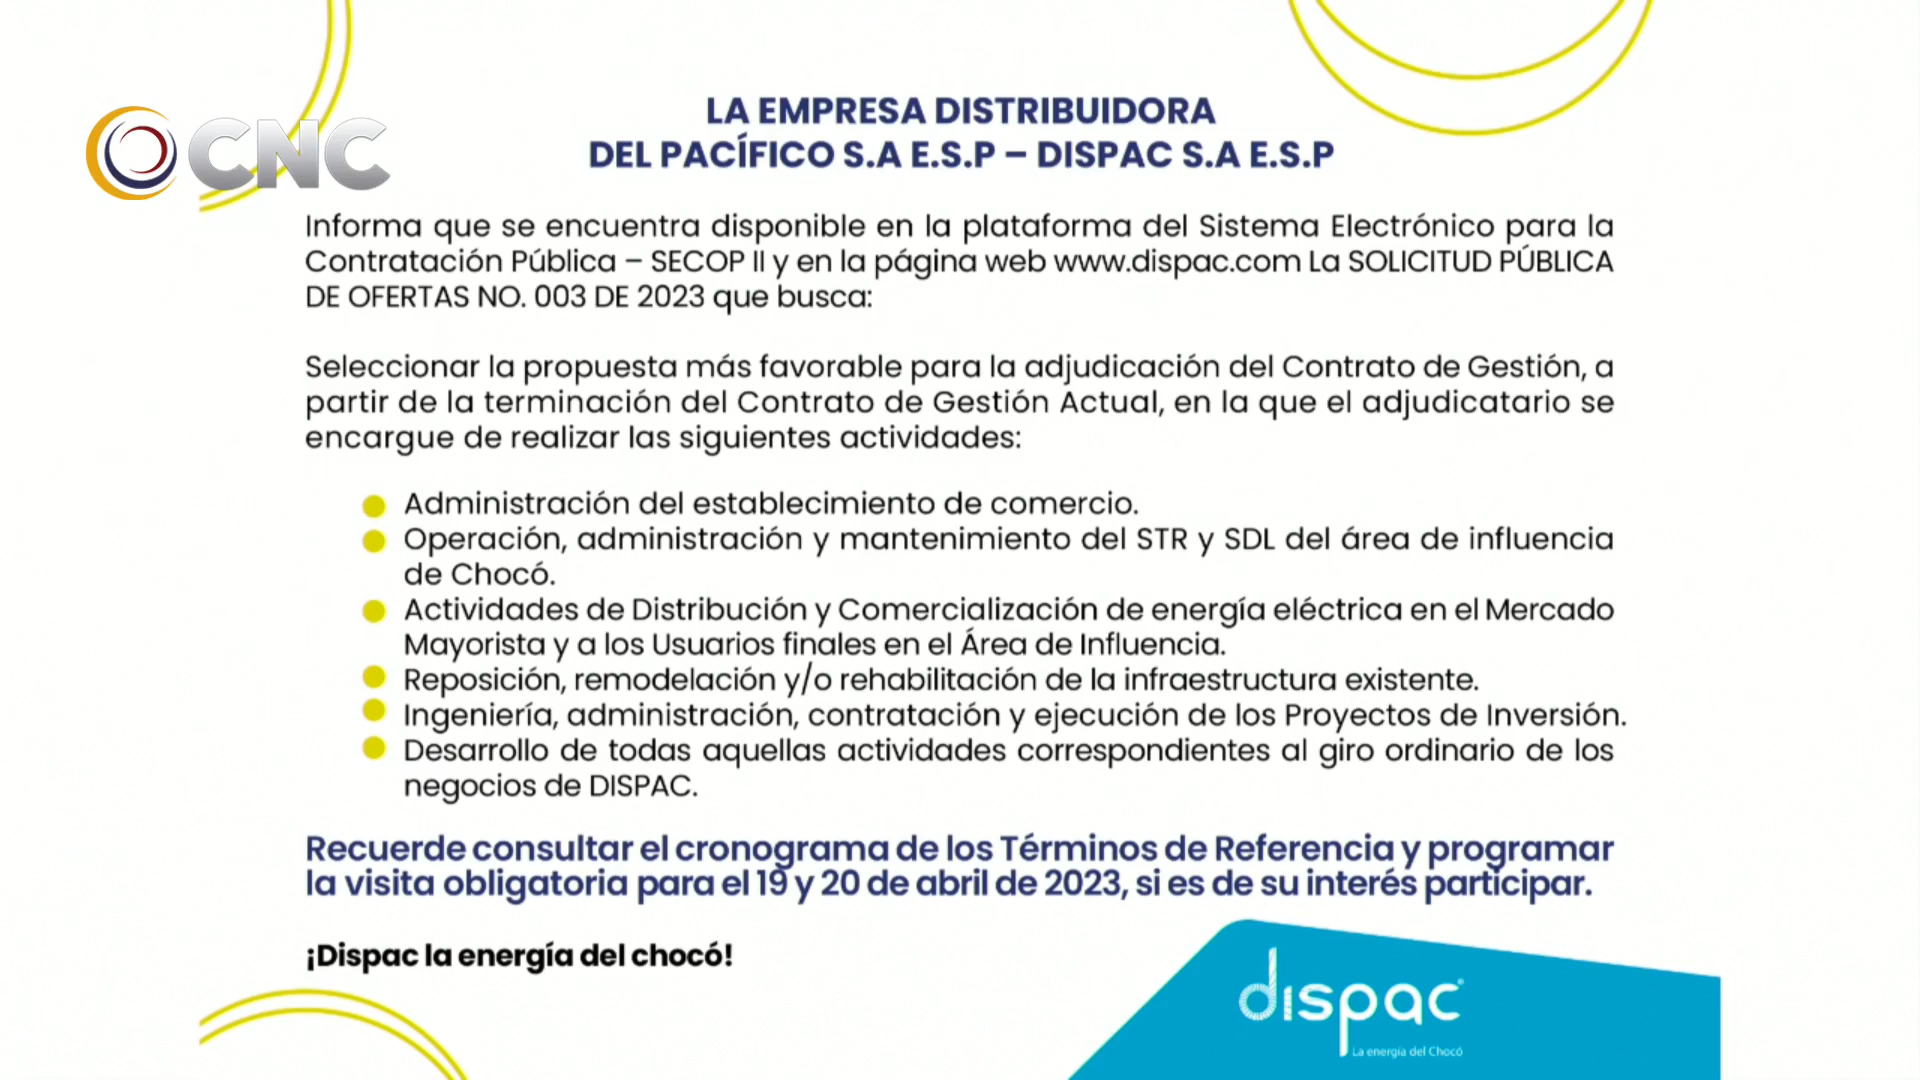 CNC
LA EMPRESA DISTRIBUIDORA
DEL PACÍFICO S.A E.S.P – DISPAC S.A E.S.P
Informa que se encuentra disponible en la plataforma del Sistema Electrónico para la
Contratación Pública – SECOP II y en la página web www.dispac.com La SOLICITUD PÚBLICA
DE OFERTAS NO. 003 DE 2023 que busca:
Seleccionar la propuesta más favorable para la adjudicación del Contrato de Gestión, a
partir de la terminación del Contrato de Gestión Actual, en la que el adjudicatario se
encargue de realizar las siguientes actividades:
Administración del establecimiento de comercio.
Operación, administración y mantenimiento del STR y SDL del área de influencia
de Chocó.
Actividades de Distribución y Comercialización de energía eléctrica en el Mercado
Mayorista y a los Usuarios finales en el Área de Influencia.
Reposición, remodelación y/o rehabilitación de la infraestructura existente.
Ingeniería, administración, contratación y ejecución de los Proyectos de Inversión.
Desarrollo de todas aquellas actividades correspondientes al giro ordinario de los
negocios de DISPAC.
Recuerde consultar el cronograma de los Términos de Referencia y programar
la visita obligatoria para el 19 y 20 de abril de 2023, si es de su interés participar.
¡Dispac la energía del chocó!
dispac
La energía del Chocó